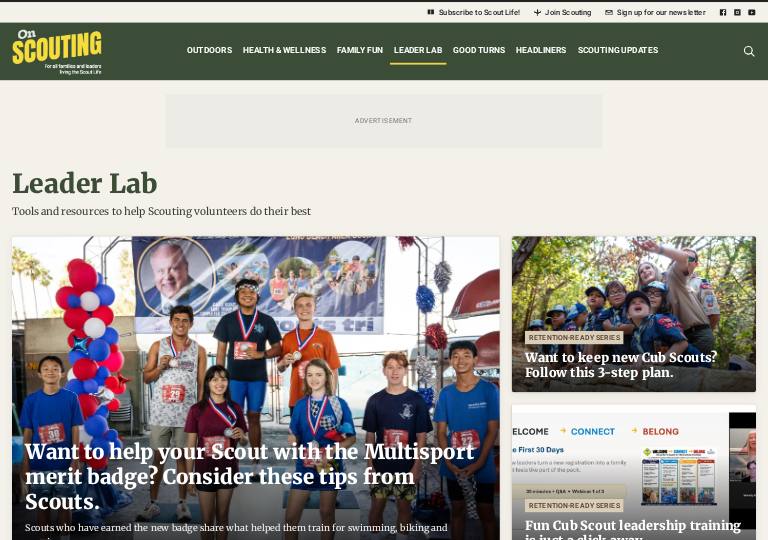 Subscribe to Scout Life!
Join Scouting
Sign up for our newsletter
On
SCOUTING
For all families and leaders
living the Scout Life
OUTDOORS
HEALTH & WELLNESS
FAMILY FUN
LEADER LAB
GOOD TURNS
HEADLINERS
SCOUTING UPDATES
ADVERTISEMENT
Leader Lab
Tools and resources to help Scouting volunteers do their best
Want to help your Scout with the Multisport
merit badge? Consider these tips from
Scouts.
Scouts who have earned the new badge share what helped them train for swimming, biking and
RETENTION-READY SERIES
Want to keep new Cub Scouts?
Follow this 3-step plan.
ELCOME → CONNECT → BELONG
e First 30 Days
RETENTION-READY SERIES
Fun Cub Scout leadership training
is just a click away